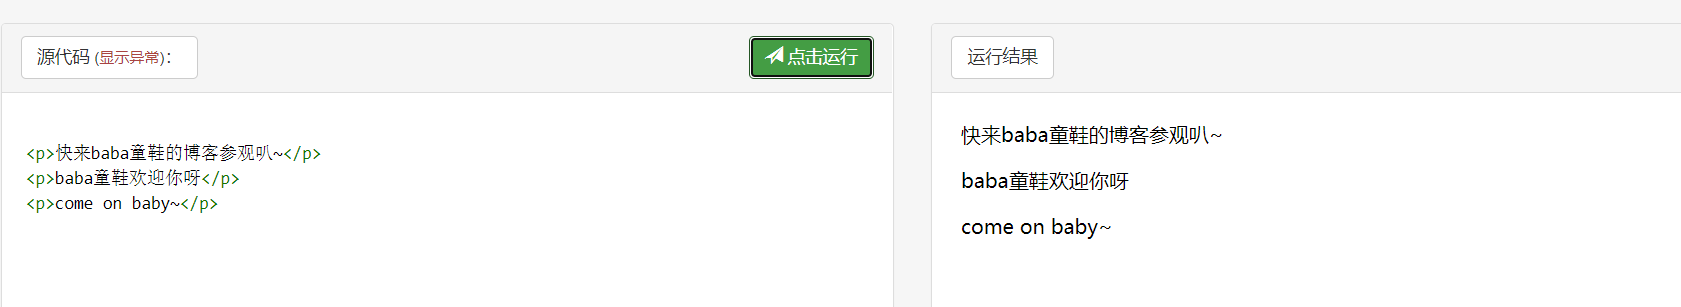 源代码 (显示异常)：
点击运行
<p>快来baba童鞋的博客参观叭~</p>
<p>baba童鞋欢迎你呀</p>
<p>come on baby~</p>
运行结果
快来baba童鞋的博客参观叭~
baba童鞋欢迎你呀
come on baby~